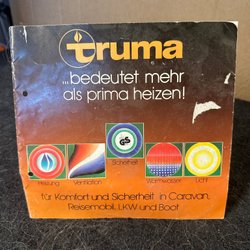 truma
...bedeutet mehr
als prima heizen!
Sicherheit
Heizung Ventilation Warmwasser Licht
für Komfort und Sicherheit in Caravan,
Reisemobil, LKW und Boot